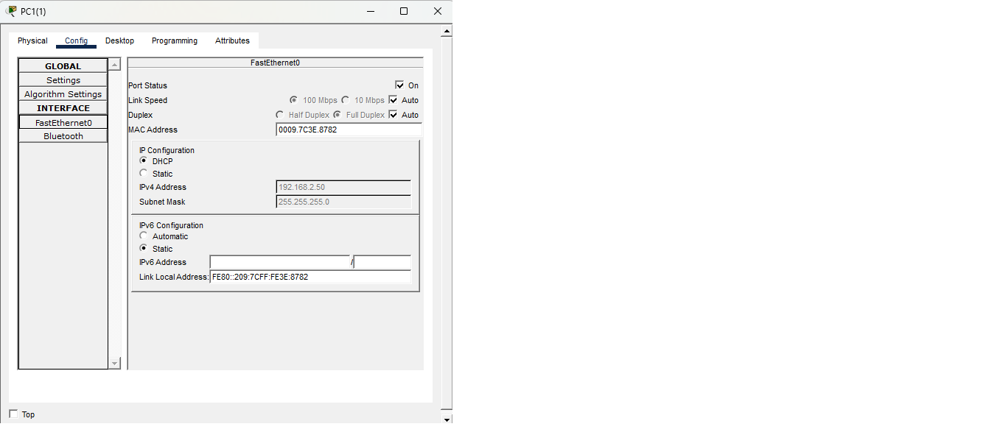 PC1(1)
Physical Config Desktop Programming Attributes
GLOBAL
Settings
Algorithm Settings
INTERFACE
FastEthernet0
Bluetooth
FastEthernet0
Port Status On
Link Speed 100 Mbps 10 Mbps Auto
Duplex Half Duplex Full Duplex Auto
MAC Address 0009.7C3E.8782
IP Configuration
DHCP
Static
IPv4 Address 192.168.2.50
Subnet Mask 255.255.255.0
IPv6 Configuration
Automatic
Static
IPv6 Address /
Link Local Address: FE80::209:7CFF:FE3E:8782
Top